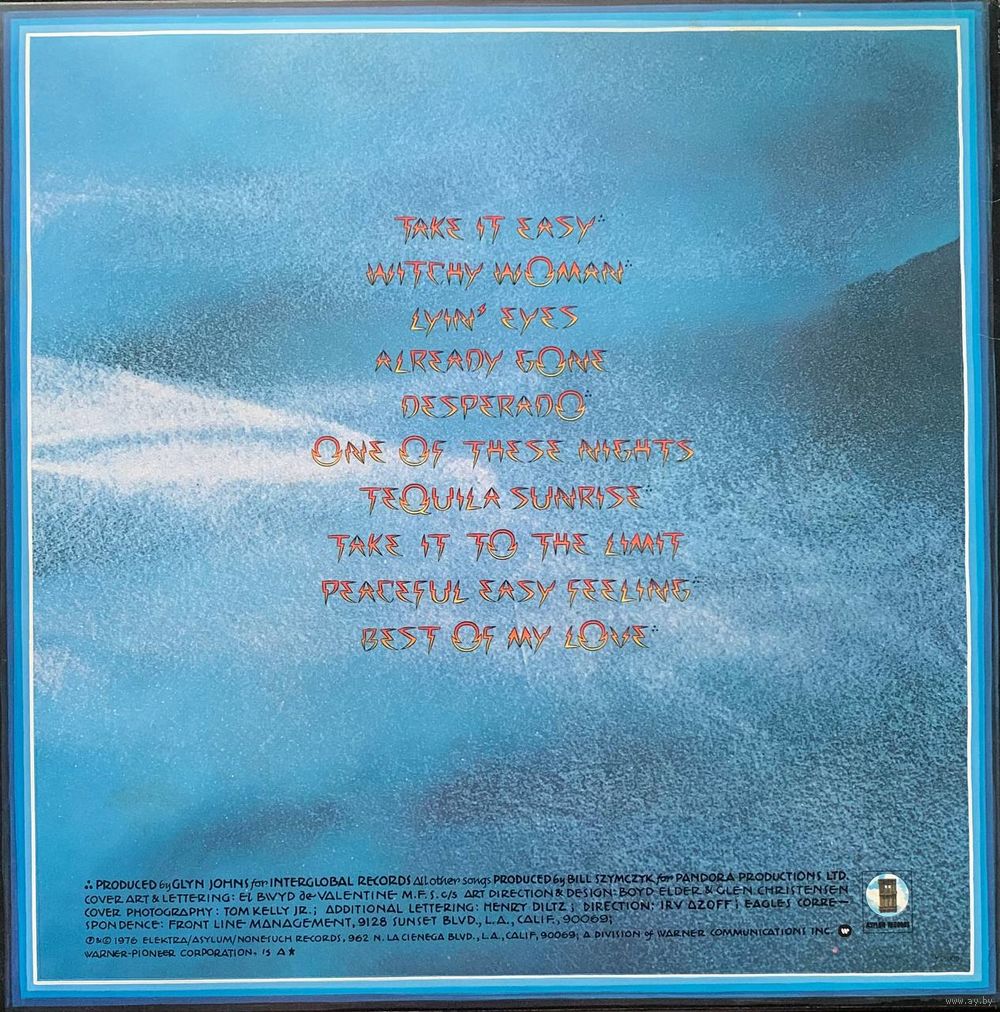 TAKE IT EASY∴
WITCHY WOMAN∴
LYIN' EYES
ALREADY GONE
DESPERADO∴
ONE OF THESE NIGHTS
TEQUILA SUNRISE∴
TAKE IT TO THE LIMIT
PEACEFUL EASY FEELING∴
BEST OF MY LOVE∴
∴ PRODUCED by GLYN JOHNS for INTERGLOBAL RECORDS All other songs PRODUCED by BILL SZYMCZYK for PANDORA PRODUCTIONS LTD.
COVER ART & LETTERING: EL BWYD de VALENTINE M.F.S. c/s ART DIRECTION & DESIGN: BOYD ELDER & GLEN CHRISTENSEN
COVER PHOTOGRAPHY: TOM KELLY JR.; ADDITIONAL LETTERING: HENRY DILTZ; DIRECTION: IRV AZOFF; EAGLES CORRE-
SPONDENCE: FRONT LINE MANAGEMENT, 9128 SUNSET BLVD., L.A., CALIF., 90069;
℗&© 1976 ELEKTRA/ASYLUM/NONESUCH RECORDS, 962 N. LA CIENEGA BLVD., L.A., CALIF., 90069; A DIVISION of WARNER COMMUNICATIONS INC.
WARNER-PIONEER CORPORATION.
ASYLUM RECORDS
www.ay.by